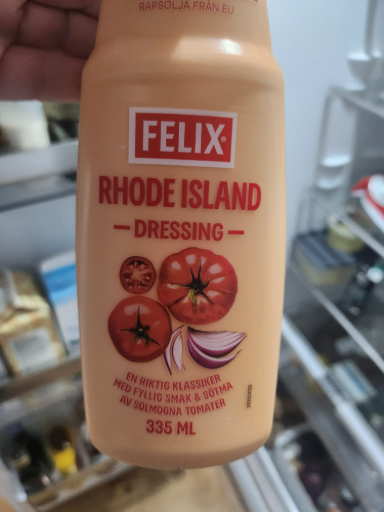 RAPSOLJA FRÅN EU
FELIX
RHODE ISLAND
DRESSING
EN RIKTIG KLASSIKER
MED FYLLIG SMAK & SÖTMA
AV SOLMOGNA TOMATER
335 ML